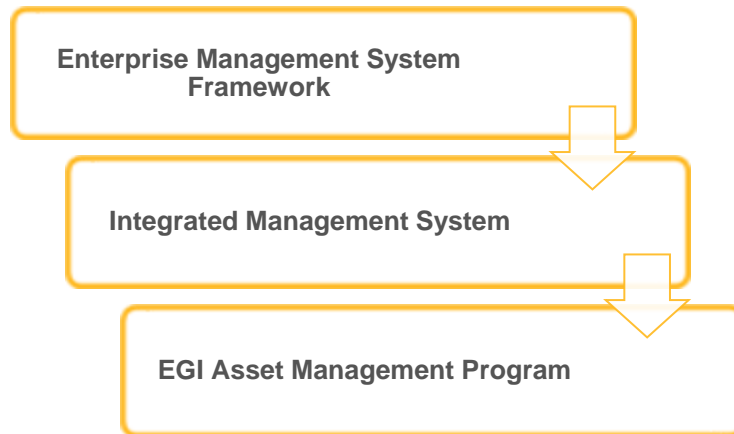 Enterprise Management System
Framework
Integrated Management System
EGI Asset Management Program